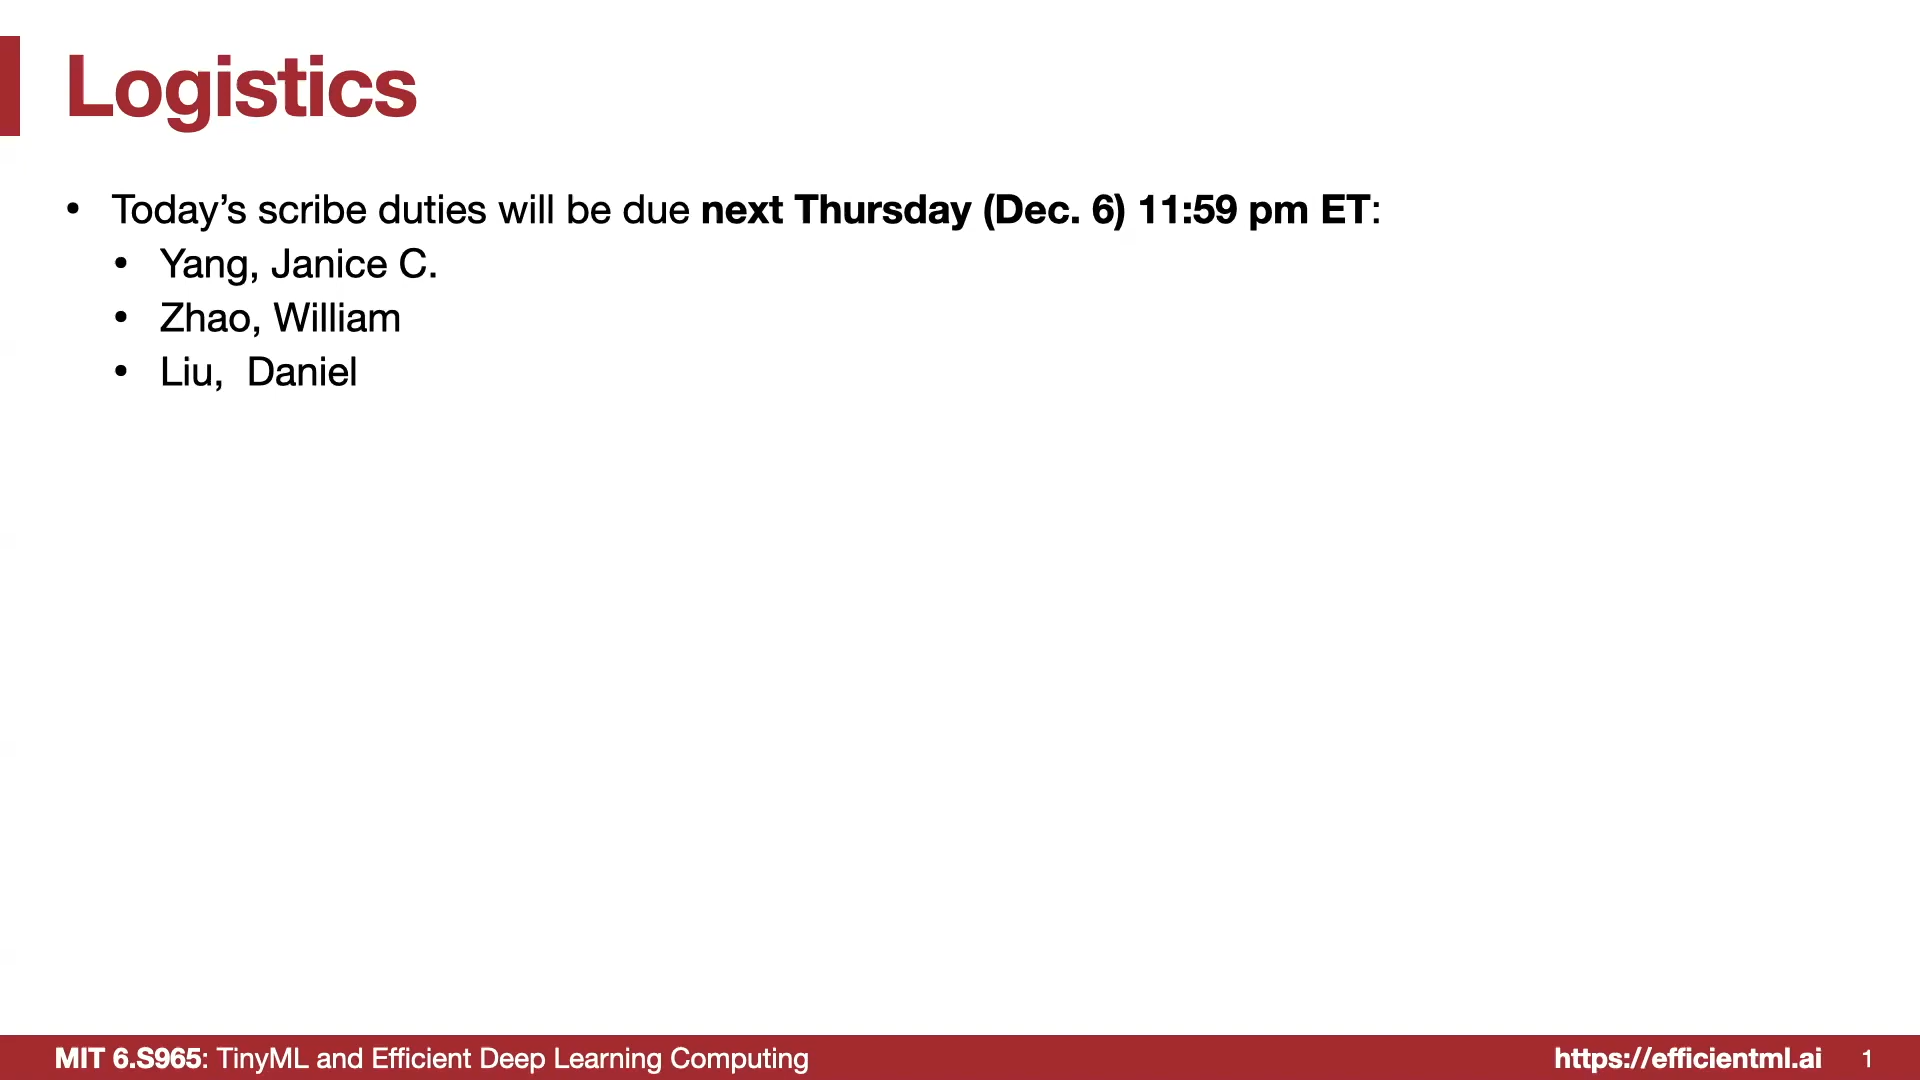 Logistics
• Today’s scribe duties will be due next Thursday (Dec. 6) 11:59 pm ET:
• Yang, Janice C.
• Zhao, William
• Liu,  Daniel
MIT 6.S965: TinyML and Efficient Deep Learning Computing
https://efficientml.ai
1